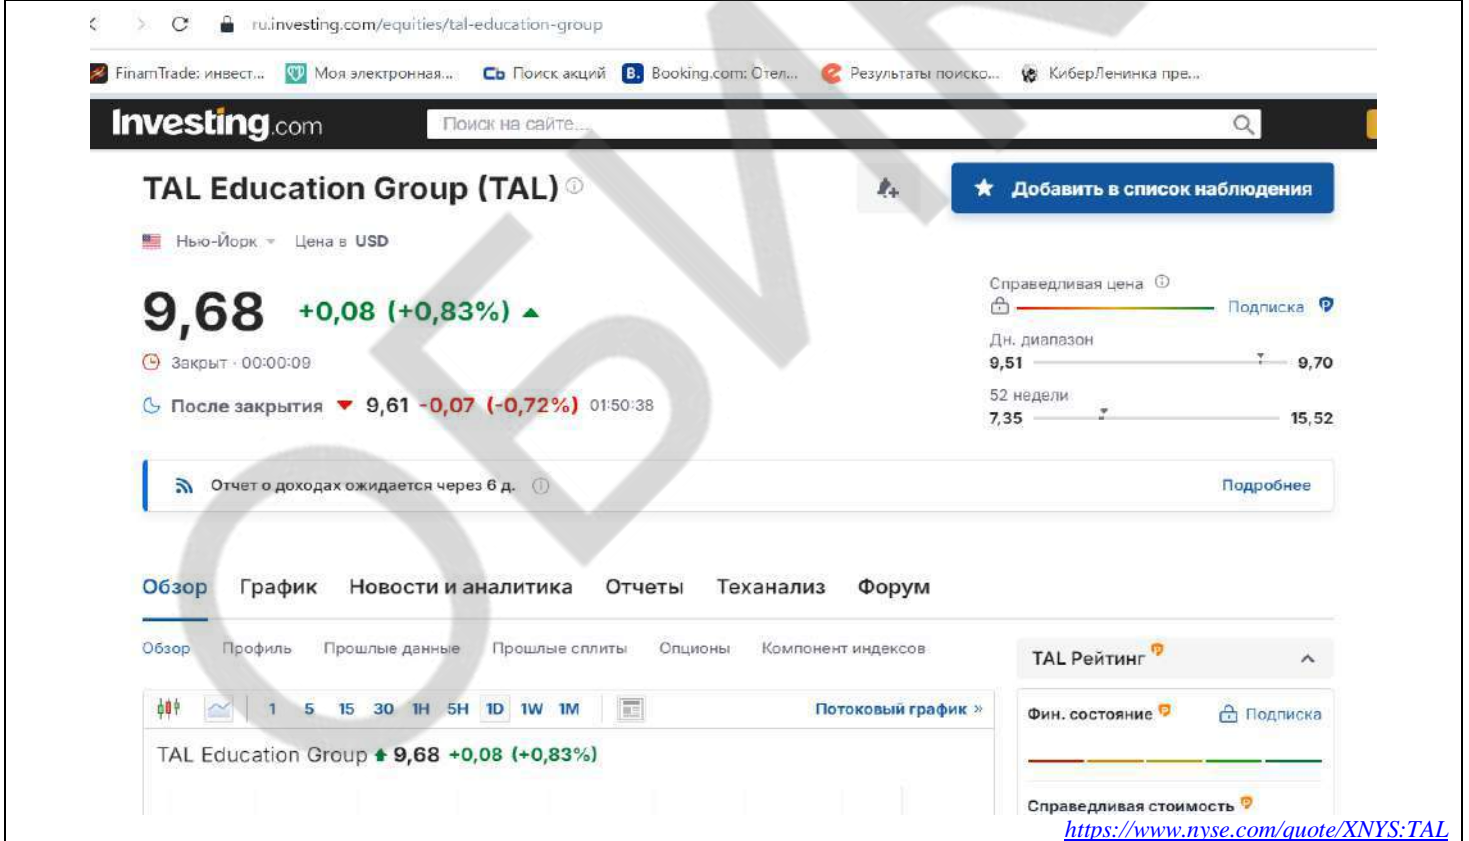 ru.investing.com/equities/tal-education-group
FinamTrade: инвест... Моя электронная... Сь Поиск акций B. Booking.com: Отел... Результаты поиско... КиберЛенинка пре...
Investing.com Поиск на сайте...
TAL Education Group (TAL)
Добавить в список наблюдения
Нью-Йорк Цена в USD
9,68 +0,08 (+0,83%)
Справедливая цена
Подписка
Закрыт · 00:00:09
Дн. диапазон
9,51 9,70
После закрытия 9,61 -0,07 (-0,72%) 01:50:38
52 недели
7,35 15,52
Отчет о доходах ожидается через 6 д. Подробнее
Обзор График Новости и аналитика Отчеты Теханализ Форум
Обзор Профиль Прошлые данные Прошлые сплиты Опционы Компонент индексов
TAL Рейтинг
1 5 15 30 1H 5H 1D 1W 1M Потоковый график »
Фин. состояние Подписка
TAL Education Group 9,68 +0,08 (+0,83%)
Справедливая стоимость
https://www.nyse.com/quote/XNYS:TAL